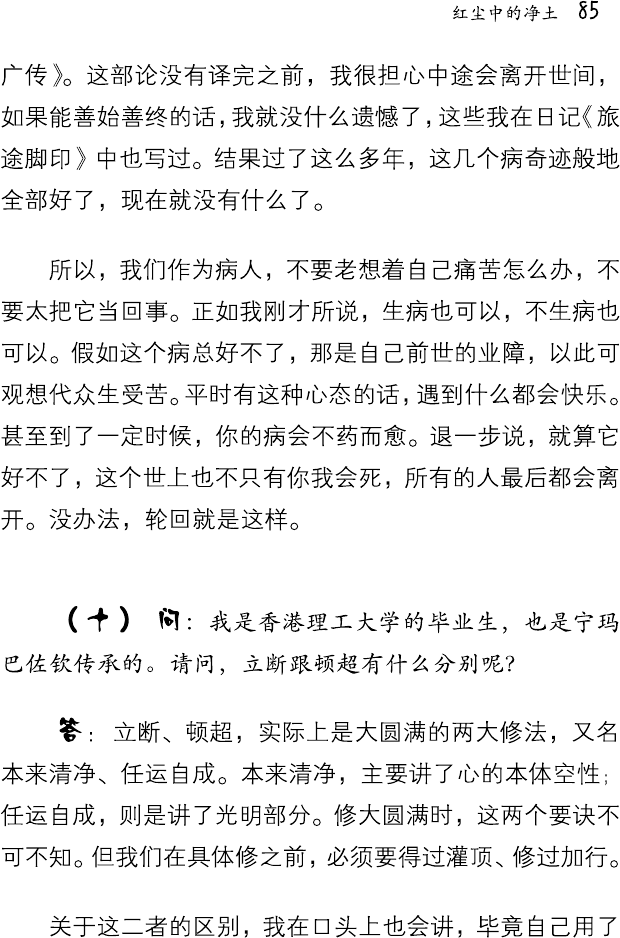 红尘中的净土 85
广传》。这部论没有译完之前，我很担心中途会离开世间，
如果能善始善终的话，我就没什么遗憾了，这些我在日记《旅
途脚印》中也写过。结果过了这么多年，这几个病奇迹般地
全部好了，现在就没有什么了。
所以，我们作为病人，不要老想着自己痛苦怎么办，不
要太把它当回事。正如我刚才所说，生病也可以，不生病也
可以。假如这个病总好不了，那是自己前世的业障，以此可
观想代众生受苦。平时有这种心态的话，遇到什么都会快乐。
甚至到了一定时候，你的病会不药而愈。退一步说，就算它
好不了，这个世上也不只有你我会死，所有的人最后都会离
开。没办法，轮回就是这样。
（十） 问：我是香港理工大学的毕业生，也是宁玛
巴佐钦传承的。请问，立断跟顿超有什么分别呢？
答：立断、顿超，实际上是大圆满的两大修法，又名
本来清净、任运自成。本来清净，主要讲了心的本体空性；
任运自成，则是讲了光明部分。修大圆满时，这两个要诀不
可不知。但我们在具体修之前，必须要得过灌顶、修过加行。
关于这二者的区别，我在口头上也会讲，毕竟自己用了